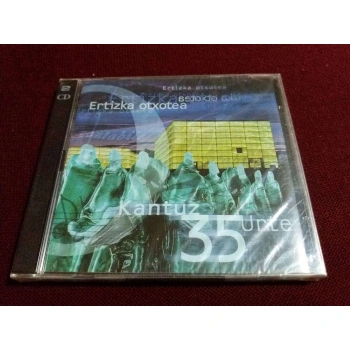 2
CD
Ertizka otxotea
Ertizka otxotea
Kantuz
35 Urte